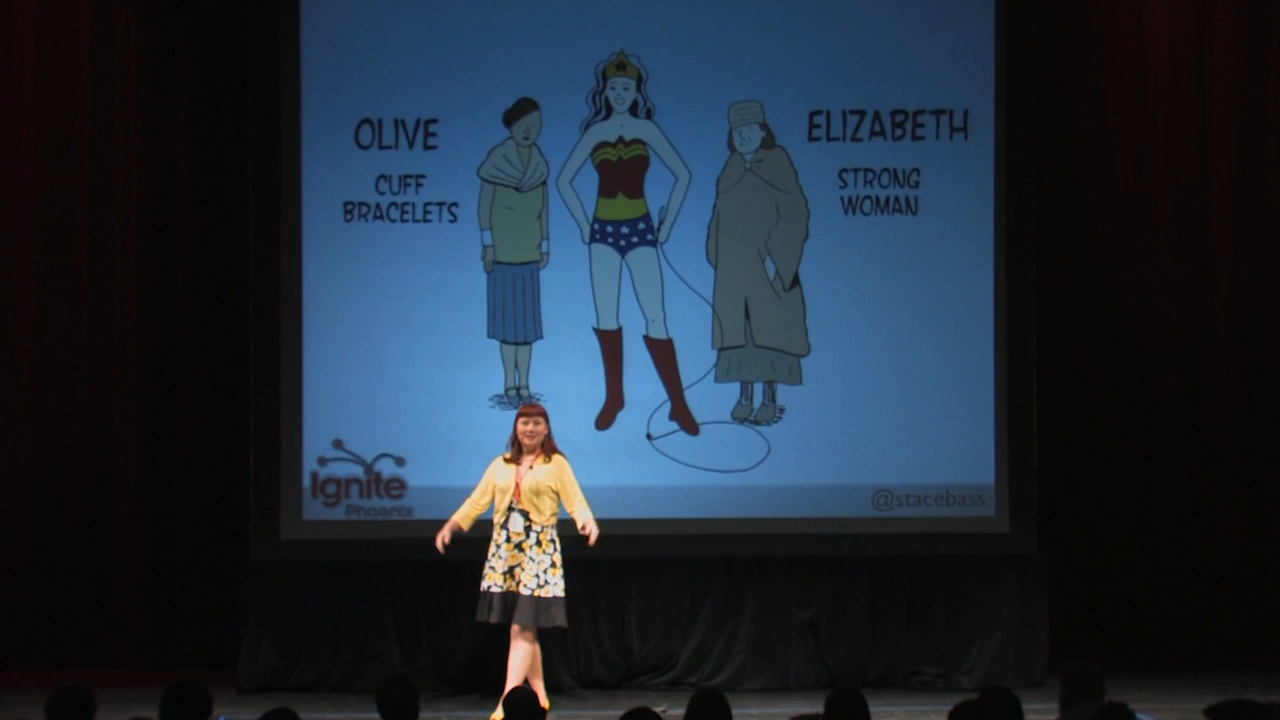 OLIVE
CUFF
BRACELETS
ELIZABETH
STRONG
WOMAN
Ignite
Phoenix
@stacebass